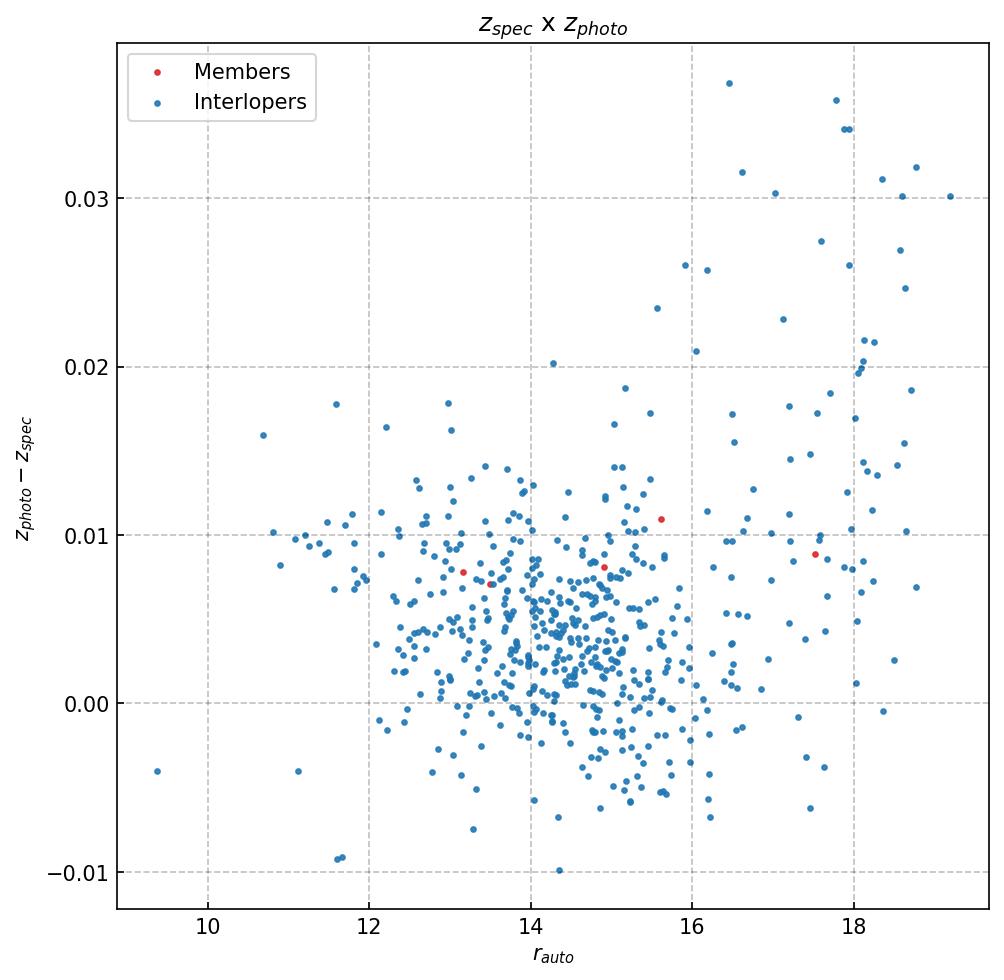 z_spec x z_photo
Members
Interlopers
z_photo − z_spec
0.03
0.02
0.01
0.00
−0.01
10 12 14 16 18
r_auto